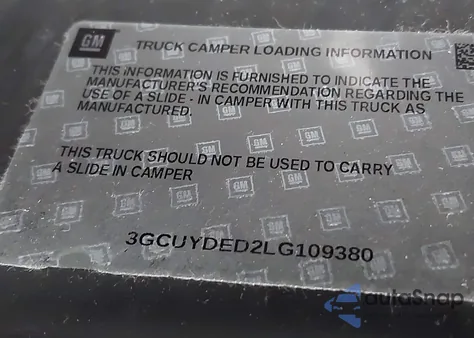 GM
TRUCK CAMPER LOADING INFORMATION
THIS INFORMATION IS FURNISHED TO INDICATE THE
MANUFACTURER'S RECOMMENDATION REGARDING THE
USE OF A SLIDE - IN CAMPER WITH THIS TRUCK AS
MANUFACTURED.
THIS TRUCK SHOULD NOT BE USED TO CARRY
A SLIDE IN CAMPER
3GCUYDED2LG109380
autaSnap